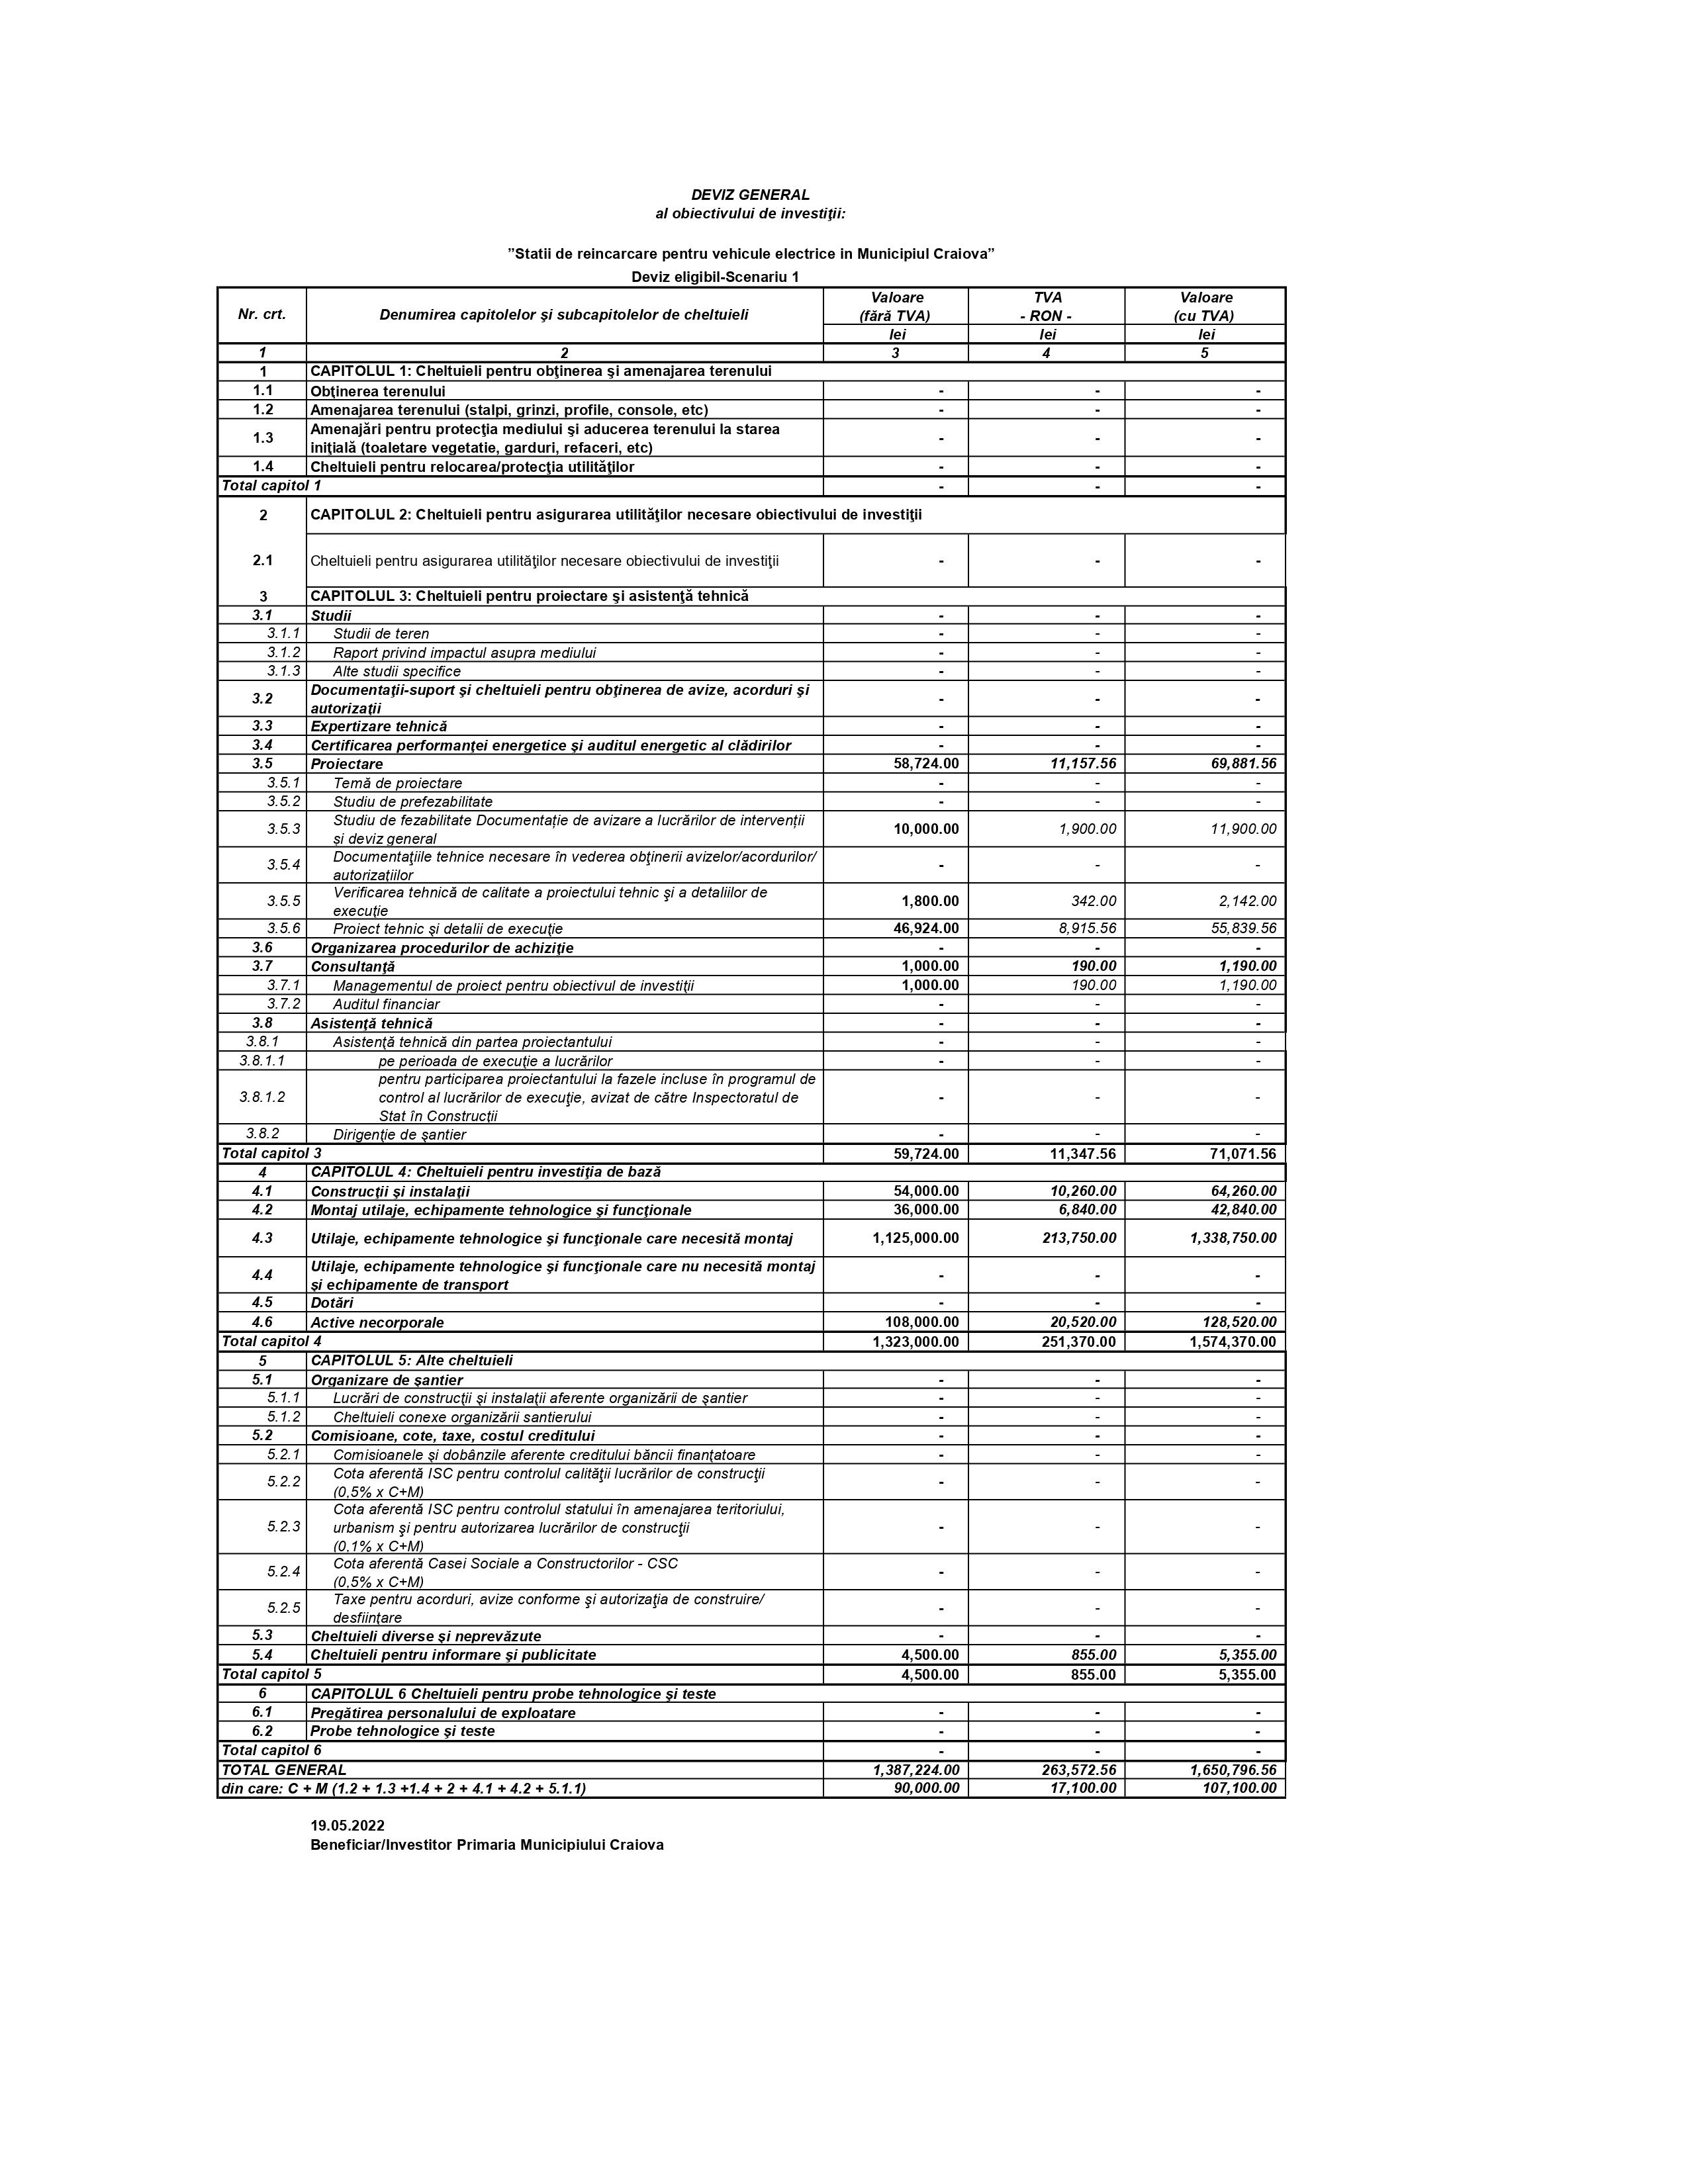 DEVIZ GENERAL
al obiectivului de investiţii:
”Statii de reincarcare pentru vehicule electrice in Municipiul Craiova”
Deviz eligibil-Scenariu 1
Nr. crt. Denumirea capitolelor şi subcapitolelor de cheltuieli Valoare (fără TVA) TVA - RON - Valoare (cu TVA)
lei lei lei
1 2 3 4 5
1 CAPITOLUL 1: Cheltuieli pentru obţinerea şi amenajarea terenului
1.1 Obţinerea terenului - - -
1.2 Amenajarea terenului (stalpi, grinzi, profile, console, etc) - - -
1.3 Amenajări pentru protecţia mediului şi aducerea terenului la starea
iniţială (toaletare vegetatie, garduri, refaceri, etc) - - -
1.4 Cheltuieli pentru relocarea/protecţia utilităţilor - - -
Total capitol 1 - - -
2 CAPITOLUL 2: Cheltuieli pentru asigurarea utilităţilor necesare obiectivului de investiţii
2.1 Cheltuieli pentru asigurarea utilităţilor necesare obiectivului de investiţii - - -
3 CAPITOLUL 3: Cheltuieli pentru proiectare şi asistenţă tehnică
3.1 Studii - - -
3.1.1 Studii de teren - - -
3.1.2 Raport privind impactul asupra mediului - - -
3.1.3 Alte studii specifice - - -
3.2 Documentaţii-suport şi cheltuieli pentru obţinerea de avize, acorduri şi
autorizaţii - - -
3.3 Expertizare tehnică - - -
3.4 Certificarea performanţei energetice şi auditul energetic al clădirilor - - -
3.5 Proiectare 58,724.00 11,157.56 69,881.56
3.5.1 Temă de proiectare - - -
3.5.2 Studiu de prefezabilitate - - -
3.5.3 Studiu de fezabilitate Documentație de avizare a lucrărilor de intervenții
și deviz general 10,000.00 1,900.00 11,900.00
3.5.4 Documentaţiile tehnice necesare în vederea obţinerii avizelor/acordurilor/
autorizaţiilor - - -
3.5.5 Verificarea tehnică de calitate a proiectului tehnic şi a detaliilor de
execuţie 1,800.00 342.00 2,142.00
3.5.6 Proiect tehnic şi detalii de execuţie 46,924.00 8,915.56 55,839.56
3.6 Organizarea procedurilor de achiziţie - - -
3.7 Consultanţă 1,000.00 190.00 1,190.00
3.7.1 Managementul de proiect pentru obiectivul de investiţii 1,000.00 190.00 1,190.00
3.7.2 Auditul financiar - - -
3.8 Asistenţă tehnică - - -
3.8.1 Asistenţă tehnică din partea proiectantului - - -
3.8.1.1 pe perioada de execuţie a lucrărilor - - -
3.8.1.2 pentru participarea proiectantului la fazele incluse în programul de
control al lucrărilor de execuţie, avizat de către Inspectoratul de
Stat în Construcţii - - -
3.8.2 Dirigenţie de şantier - - -
Total capitol 3 59,724.00 11,347.56 71,071.56
4 CAPITOLUL 4: Cheltuieli pentru investiţia de bază
4.1 Construcţii şi instalaţii 54,000.00 10,260.00 64,260.00
4.2 Montaj utilaje, echipamente tehnologice şi funcţionale 36,000.00 6,840.00 42,840.00
4.3 Utilaje, echipamente tehnologice şi funcţionale care necesită montaj 1,125,000.00 213,750.00 1,338,750.00
4.4 Utilaje, echipamente tehnologice şi funcţionale care nu necesită montaj
şi echipamente de transport - - -
4.5 Dotări - - -
4.6 Active necorporale 108,000.00 20,520.00 128,520.00
Total capitol 4 1,323,000.00 251,370.00 1,574,370.00
5 CAPITOLUL 5: Alte cheltuieli
5.1 Organizare de şantier - - -
5.1.1 Lucrări de construcţii şi instalaţii aferente organizării de şantier - - -
5.1.2 Cheltuieli conexe organizării santierului - - -
5.2 Comisioane, cote, taxe, costul creditului - - -
5.2.1 Comisioanele şi dobânzile aferente creditului băncii finanţatoare - - -
5.2.2 Cota aferentă ISC pentru controlul calităţii lucrărilor de construcţii
(0,5% x C+M) - - -
5.2.3 Cota aferentă ISC pentru controlul statului în amenajarea teritoriului,
urbanism şi pentru autorizarea lucrărilor de construcţii
(0,1% x C+M) - - -
5.2.4 Cota aferentă Casei Sociale a Constructorilor - CSC
(0,5% x C+M) - - -
5.2.5 Taxe pentru acorduri, avize conforme şi autorizaţia de construire/
desfiinţare - - -
5.3 Cheltuieli diverse şi neprevăzute - - -
5.4 Cheltuieli pentru informare şi publicitate 4,500.00 855.00 5,355.00
Total capitol 5 4,500.00 855.00 5,355.00
6 CAPITOLUL 6 Cheltuieli pentru probe tehnologice şi teste
6.1 Pregătirea personalului de exploatare - - -
6.2 Probe tehnologice şi teste - - -
Total capitol 6 - - -
TOTAL GENERAL 1,387,224.00 263,572.56 1,650,796.56
din care: C + M (1.2 + 1.3 +1.4 + 2 + 4.1 + 4.2 + 5.1.1) 90,000.00 17,100.00 107,100.00
19.05.2022
Beneficiar/Investitor Primaria Municipiului Craiova